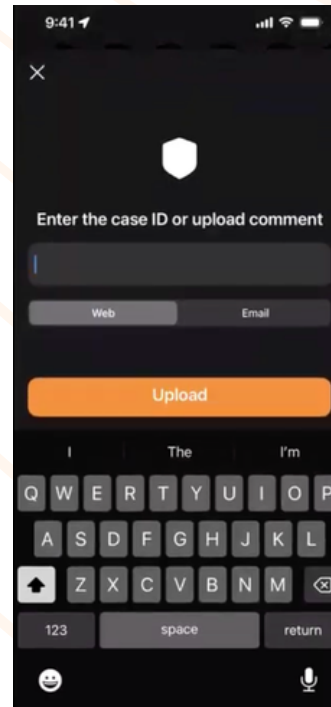 9:41
Enter the case ID or upload comment
Web Email
Upload
I The I'm
Q W E R T Y U I O P
A S D F G H J K L
Z X C V B N M
123 space return